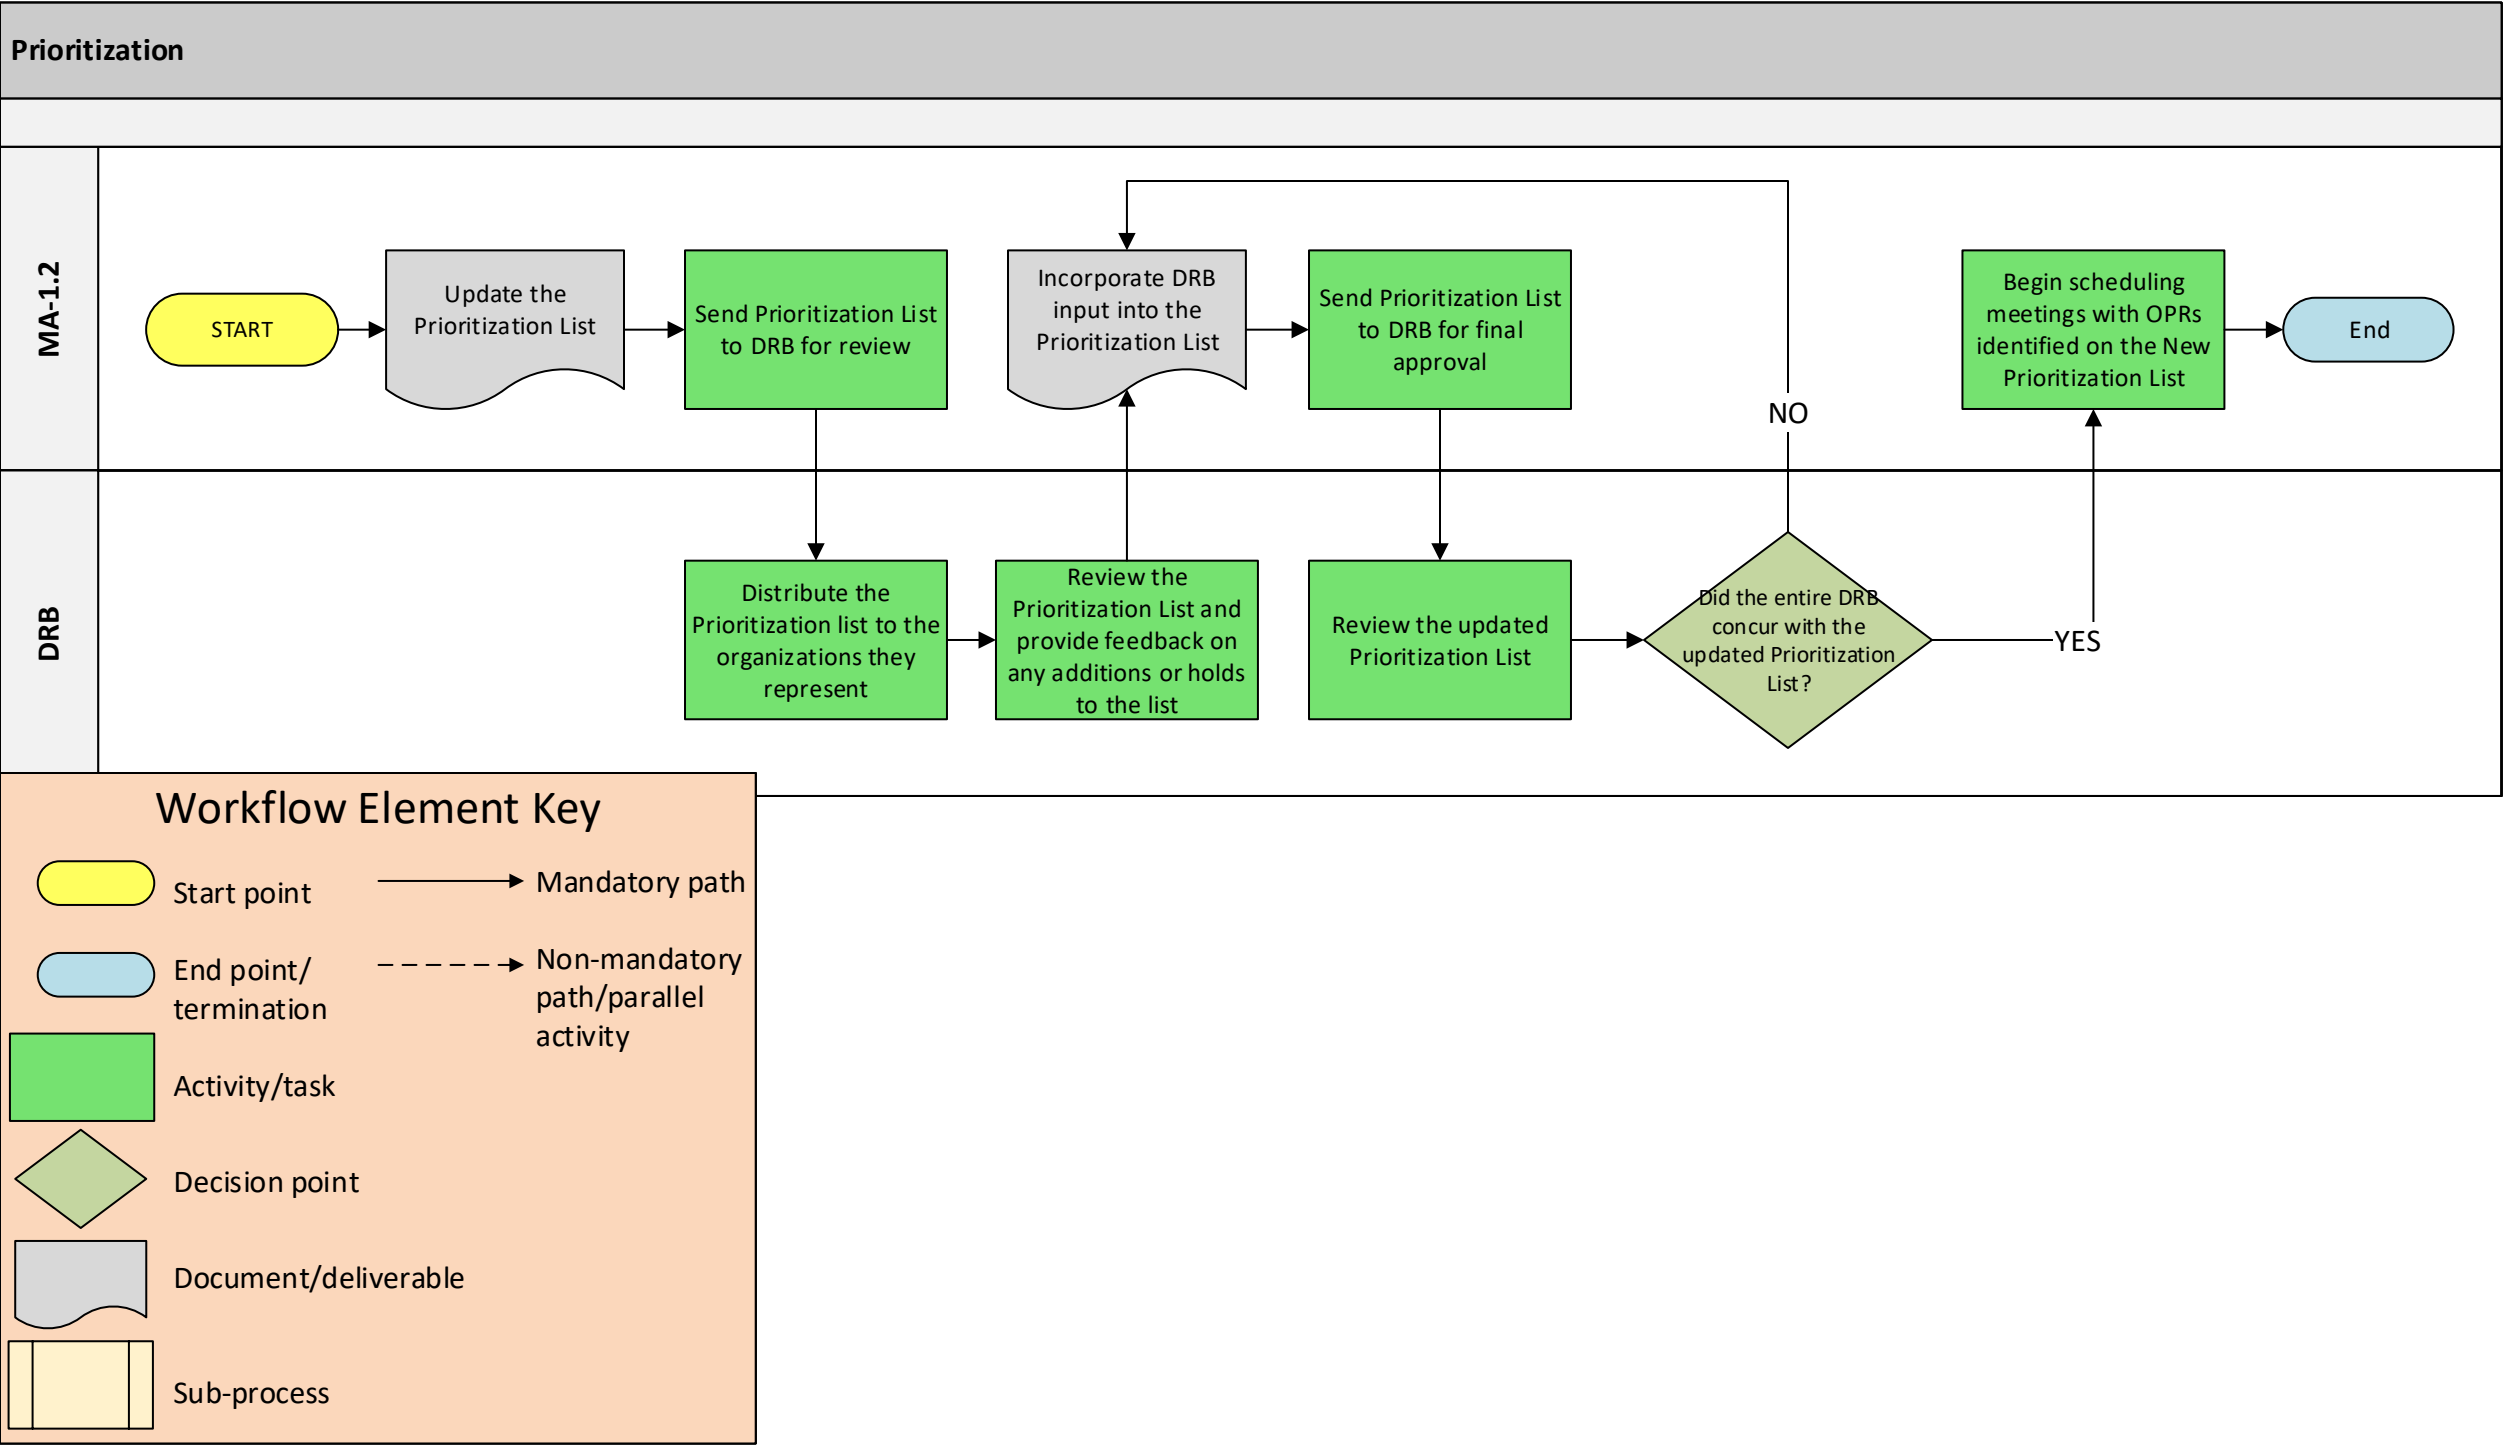 Prioritization
MA-1.2
START
Update the
Prioritization List
Send Prioritization List
to DRB for review
Incorporate DRB
input into the
Prioritization List
Send Prioritization List
to DRB for final
approval
NO
Begin scheduling
meetings with OPRs
identified on the New
Prioritization List
End
DRB
Distribute the
Prioritization list to the
organizations they
represent
Review the
Prioritization List and
provide feedback on
any additions or holds
to the list
Review the updated
Prioritization List
Did the entire DRB
concur with the
updated Prioritization
List?
YES
Workflow Element Key
Start point
Mandatory path
End point/
termination
Non-mandatory
path/parallel
activity
Activity/task
Decision point
Document/deliverable
Sub-process